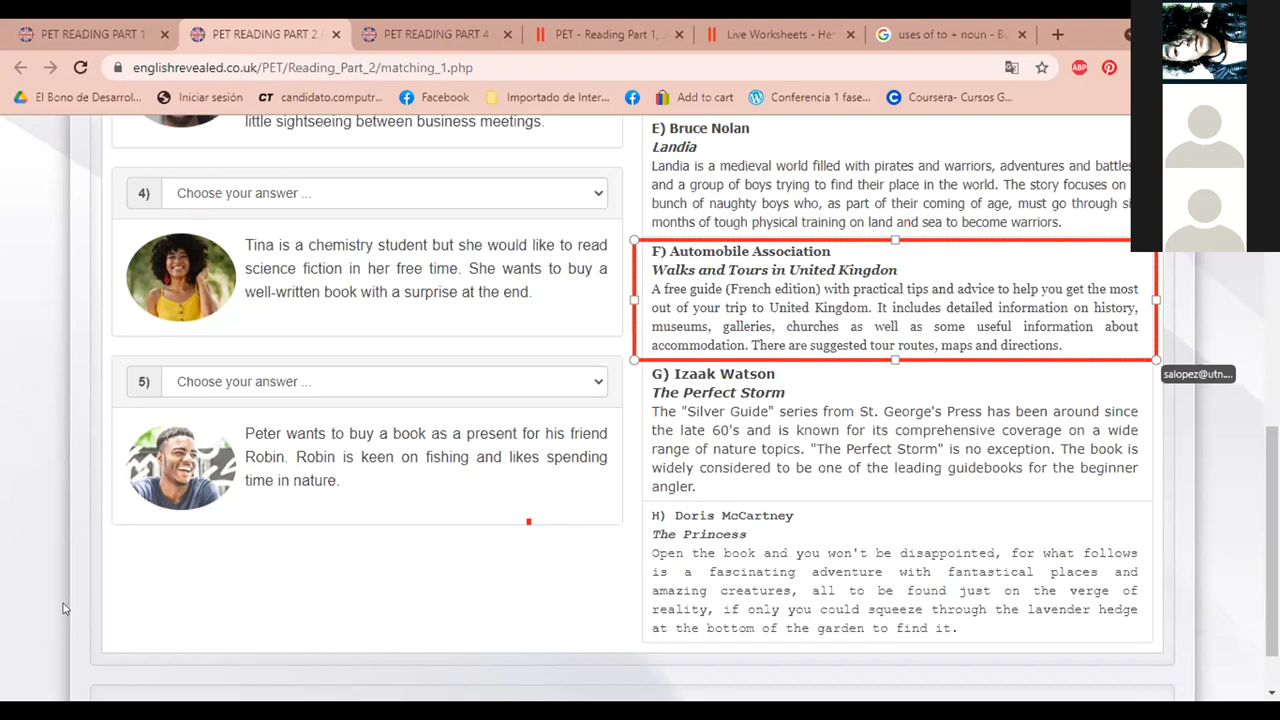 PET READING PART 1
PET READING PART 2
PET READING PART 4
PET - Reading Part 1,
Live Worksheets - He
uses of to + noun - Bu
englishrevealed.co.uk/PET/Reading_Part_2/matching_1.php
ABP
El Bono de Desarrol...
Iniciar sesión
CT candidato.computr...
Facebook
Importado de Inter...
Add to cart
Conferencia 1 fase...
Coursera- Cursos G...
little sightseeing between business meetings.
4) Choose your answer ...
Tina is a chemistry student but she would like to read
science fiction in her free time. She wants to buy a
well-written book with a surprise at the end.
5) Choose your answer ...
Peter wants to buy a book as a present for his friend
Robin. Robin is keen on fishing and likes spending
time in nature.
E) Bruce Nolan
Landia
Landia is a medieval world filled with pirates and warriors, adventures and battles
and a group of boys trying to find their place in the world. The story focuses on
bunch of naughty boys who, as part of their coming of age, must go through si
months of tough physical training on land and sea to become warriors.
F) Automobile Association
Walks and Tours in United Kingdon
A free guide (French edition) with practical tips and advice to help you get the most
out of your trip to United Kingdom. It includes detailed information on history,
museums, galleries, churches as well as some useful information about
accommodation. There are suggested tour routes, maps and directions.
salopez@utn....
G) Izaak Watson
The Perfect Storm
The "Silver Guide" series from St. George's Press has been around since
the late 60's and is known for its comprehensive coverage on a wide
range of nature topics. "The Perfect Storm" is no exception. The book is
widely considered to be one of the leading guidebooks for the beginner
angler.
H) Doris McCartney
The Princess
Open the book and you won't be disappointed, for what follows
is a fascinating adventure with fantastical places and
amazing creatures, all to be found just on the verge of
reality, if only you could squeeze through the lavender hedge
at the bottom of the garden to find it.